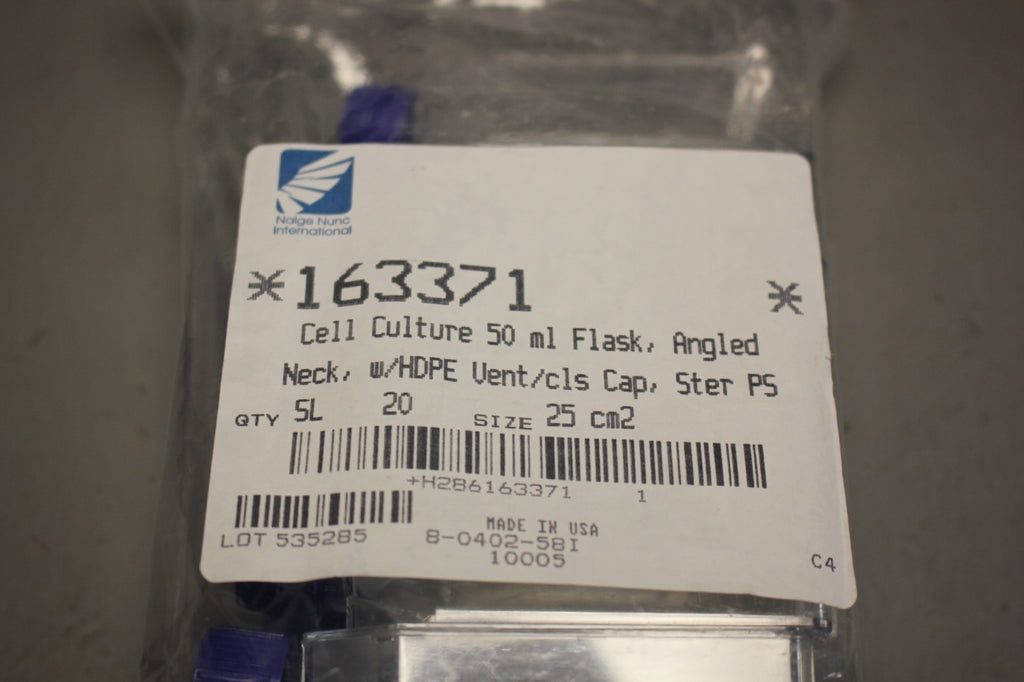 Nalge Nunc
International
*163371 *
Cell Culture 50 ml Flask, Angled
Neck, w/HDPE Vent/cls Cap, Ster PS
QTY SL 20 SIZE 25 cm2
+H286163371 1
MADE IN USA
LOT 535285 8-0402-58I
10005
C4